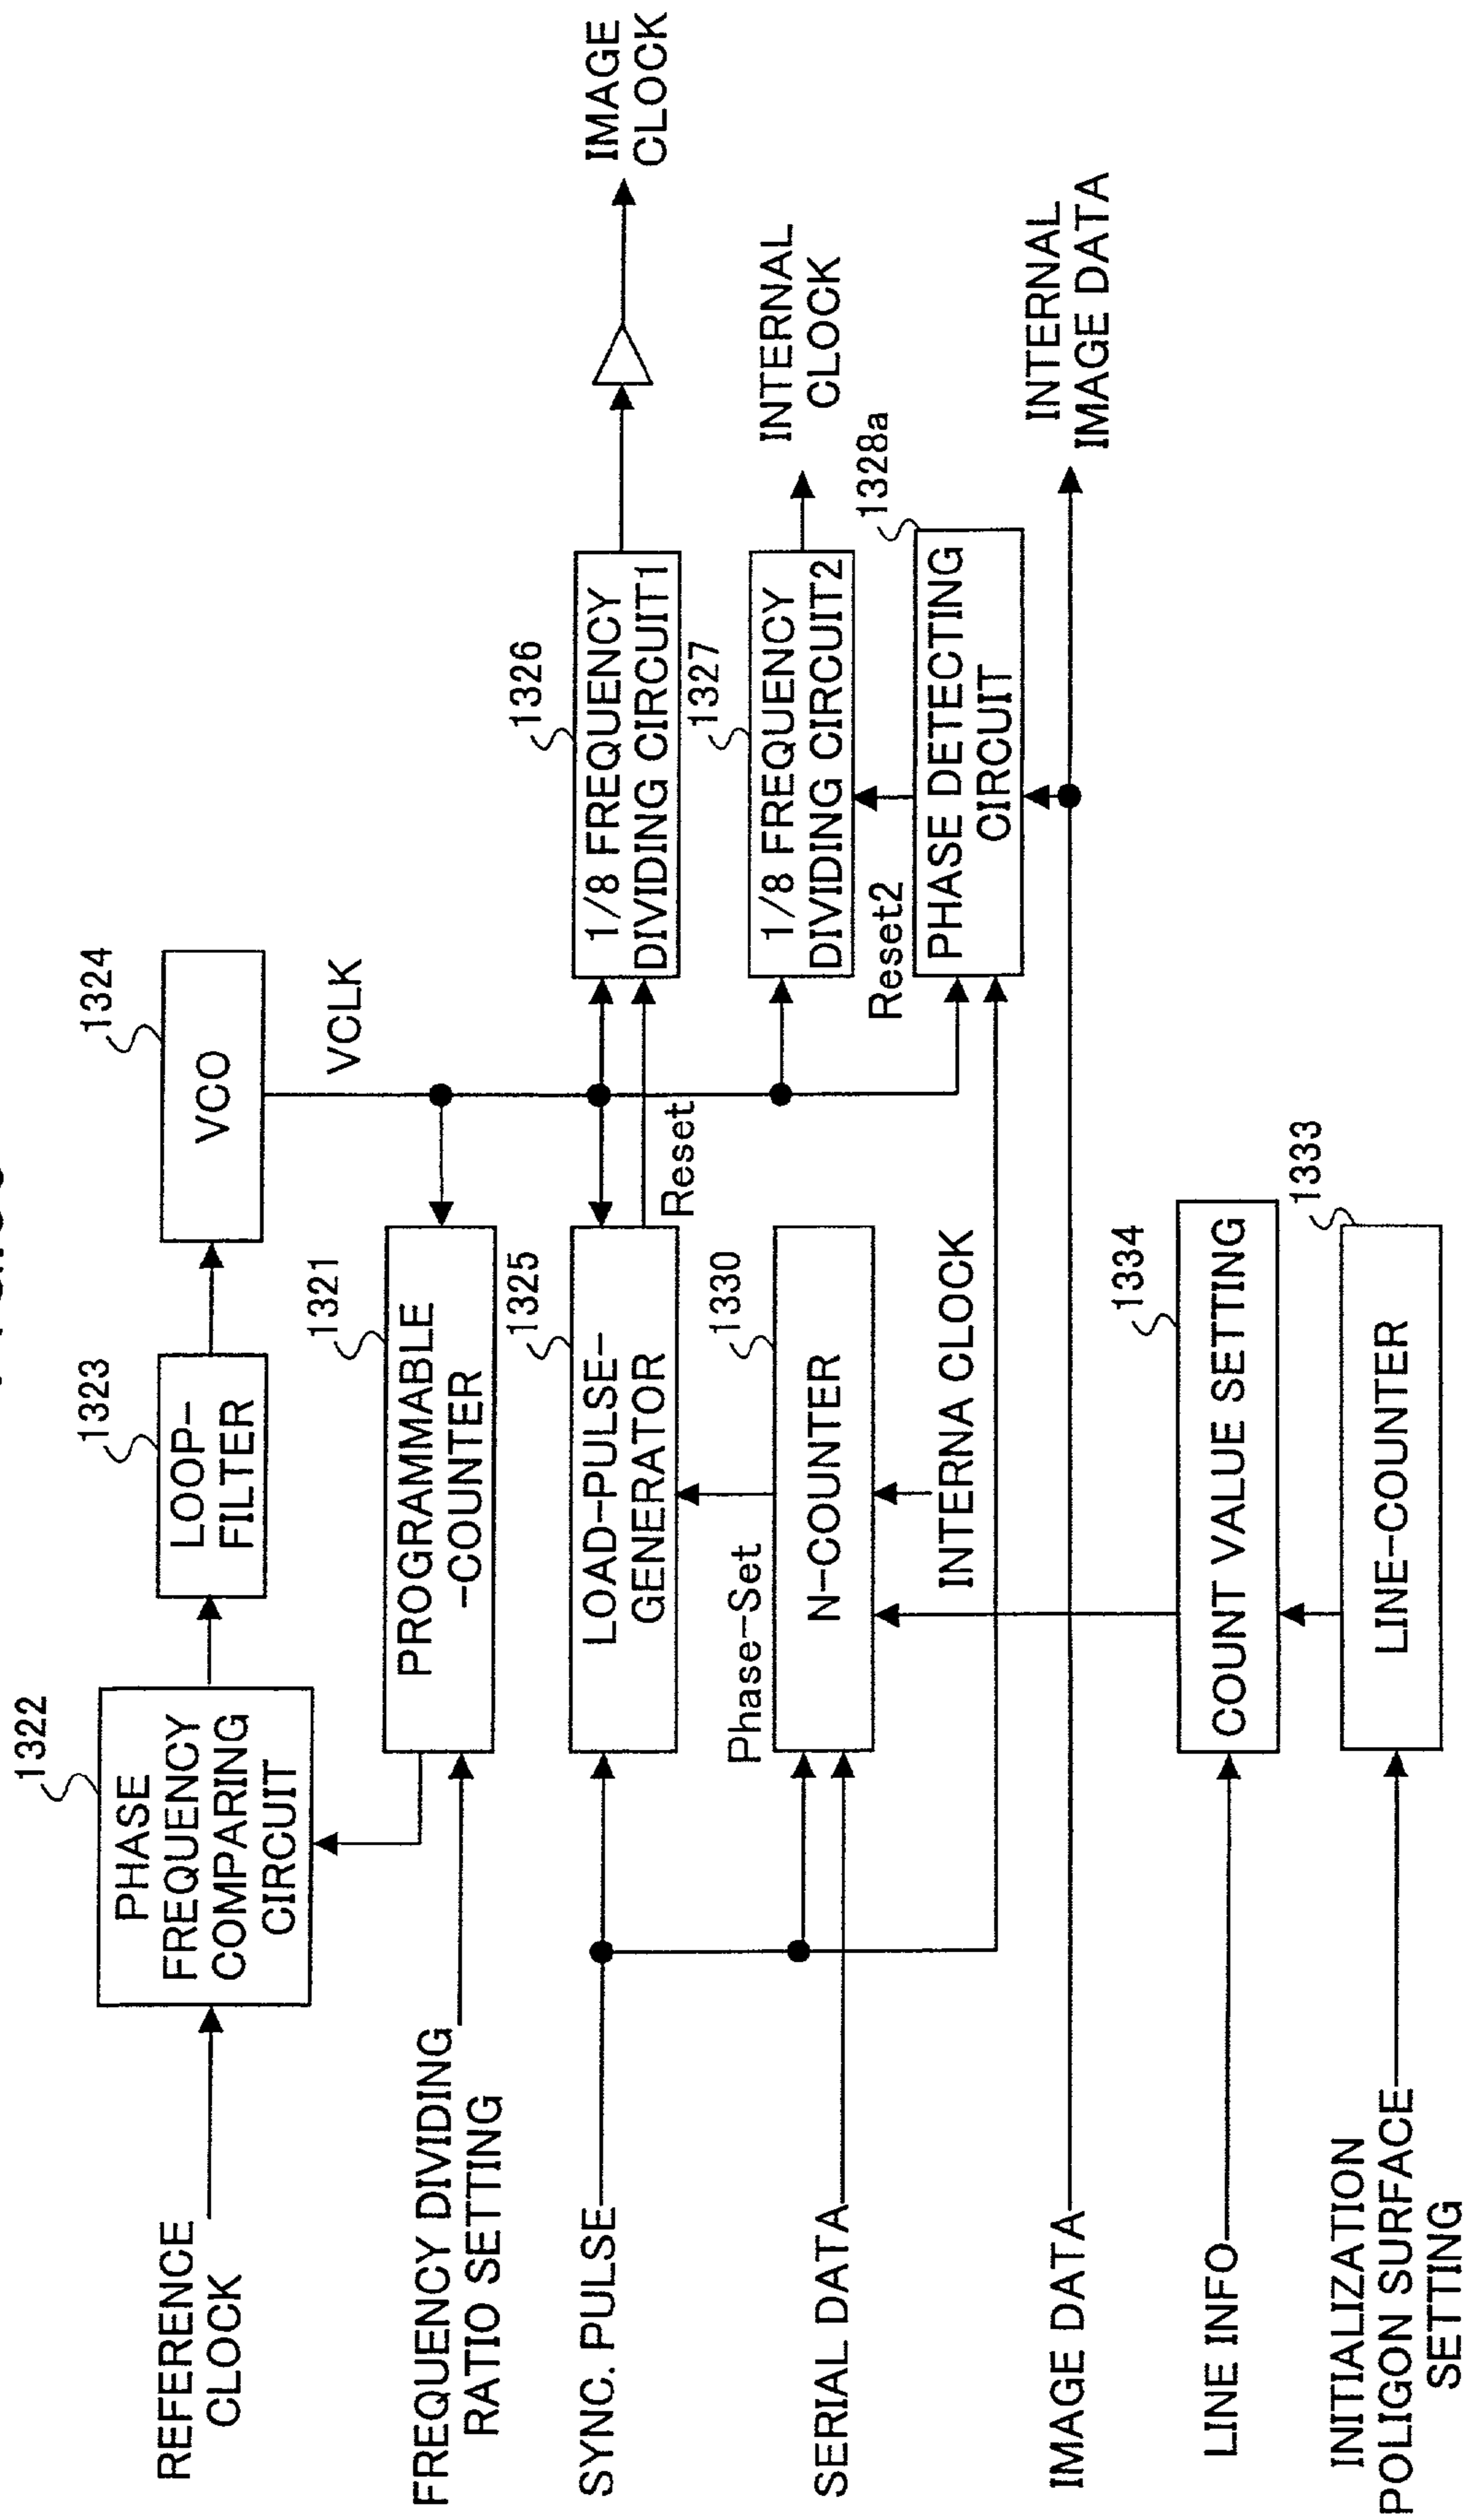 1322
PHASE
FREQUENCY
COMPARING
CIRCUIT
1323
LOOP-
FILTER
1324
VCO
VCLK
REFERENCE
CLOCK
1321
PROGRAMMABLE
-COUNTER
FREQUENCY DIVIDING
RATIO SETTING
1325
LOAD-PULSE-
GENERATOR
Reset
1326
1/8 FREQUENCY
DIVIDING CIRCUIT1
IMAGE
CLOCK
SYNC. PULSE
Phase-Set
1330
N-COUNTER
1327
1/8 FREQUENCY
DIVIDING CIRCUIT2
INTERNAL
CLOCK
SERIAL DATA
INTERNA CLOCK
Reset2
1328a
PHASE DETECTING
CIRCUIT
IMAGE DATA
INTERNAL
IMAGE DATA
LINE INFO
1334
COUNT VALUE SETTING
1333
LINE-COUNTER
INITIALIZATION
POLIGON SURFACE
SETTING